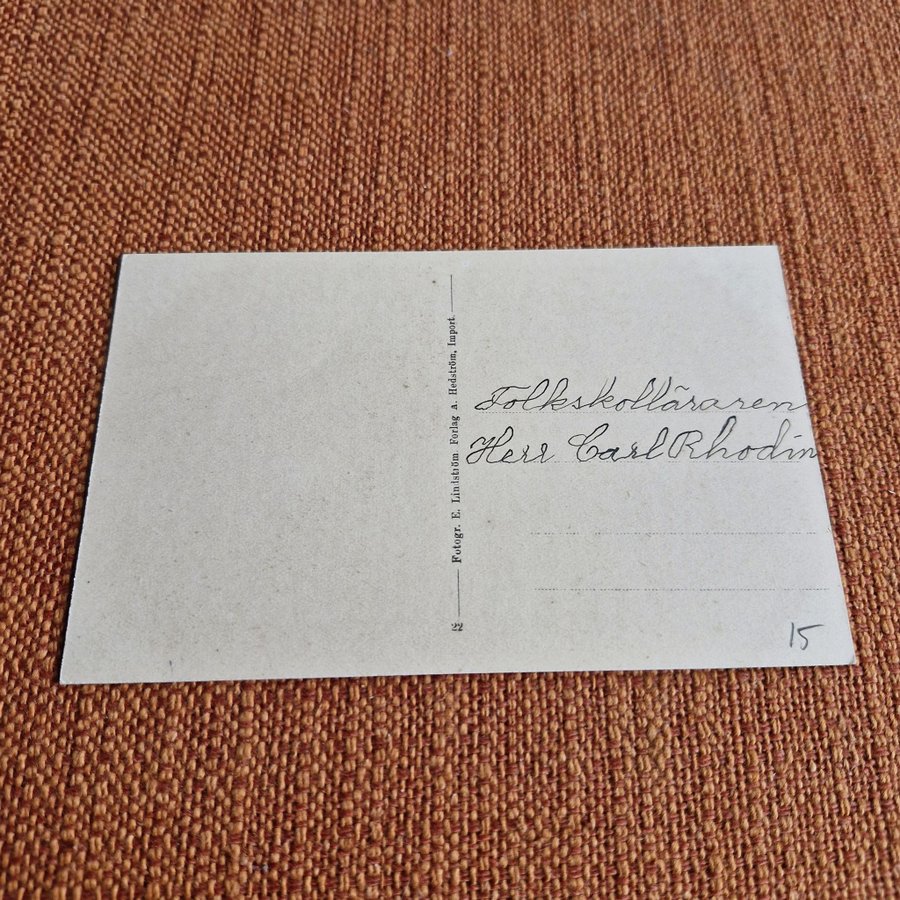 22 Fotogr. E. Lindström. Förlag a. Hedström, Import.
Folkskolläraren
Herr Carl Rhodin
15